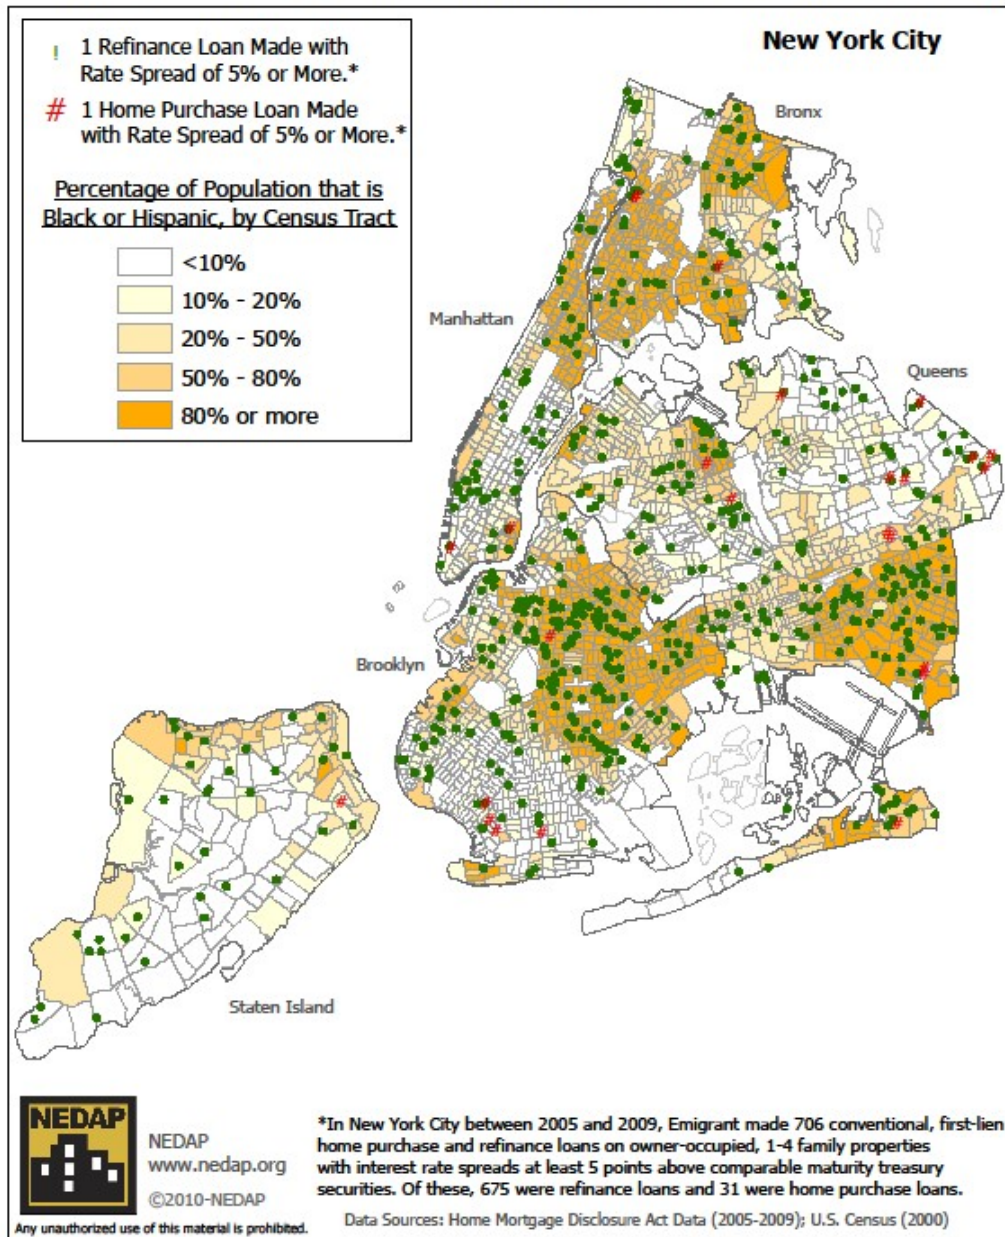 New York City
! 1 Refinance Loan Made with
Rate Spread of 5% or More.*
# 1 Home Purchase Loan Made
with Rate Spread of 5% or More.*
Percentage of Population that is
Black or Hispanic, by Census Tract
<10%
10% - 20%
20% - 50%
50% - 80%
80% or more
Bronx
Manhattan
Queens
Brooklyn
Staten Island
NEDAP
NEDAP
www.nedap.org
©2010-NEDAP
Any unauthorized use of this material is prohibited.
*In New York City between 2005 and 2009, Emigrant made 706 conventional, first-lien
home purchase and refinance loans on owner-occupied, 1-4 family properties
with interest rate spreads at least 5 points above comparable maturity treasury
securities. Of these, 675 were refinance loans and 31 were home purchase loans.
Data Sources: Home Mortgage Disclosure Act Data (2005-2009); U.S. Census (2000)